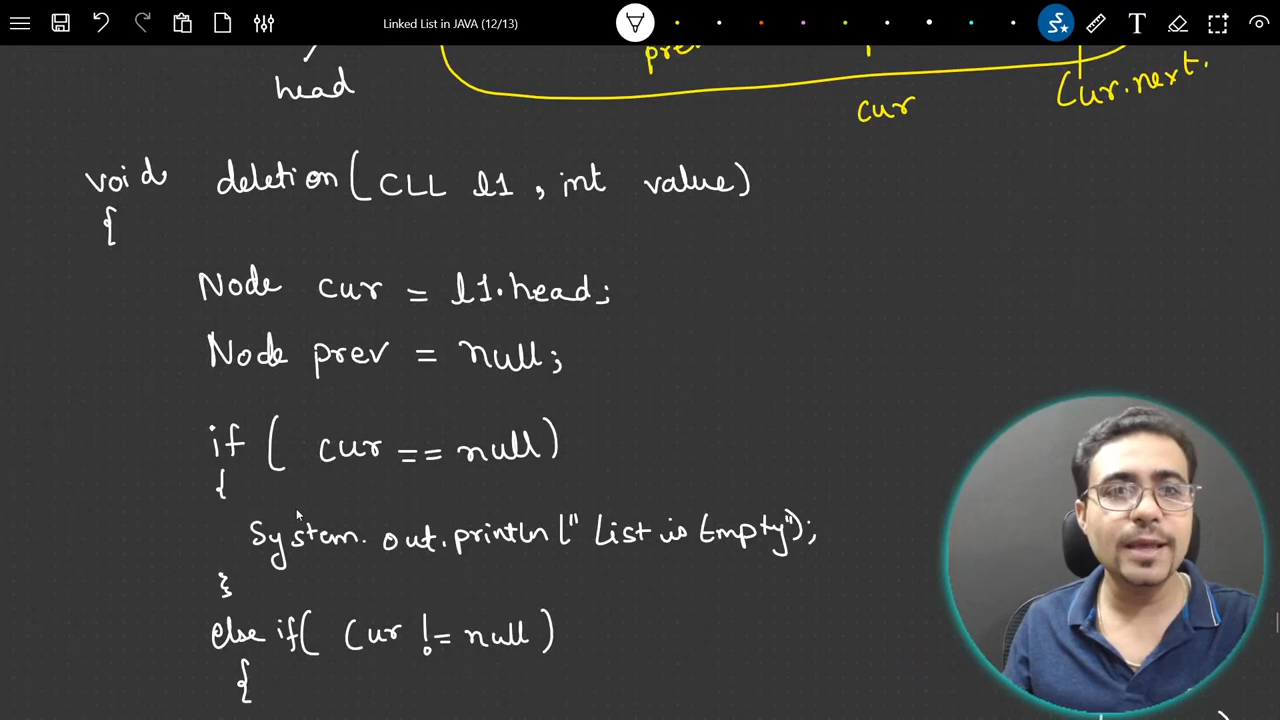 Linked List in JAVA (12/13)
head
cur
Cur.next.
void deletion(CLL l1, int value)
{
Node cur = l1.head;
Node prev = null;
if ( cur == null)
{
System.out.println(" List is Empty");
}
else if( Cur != null )
{